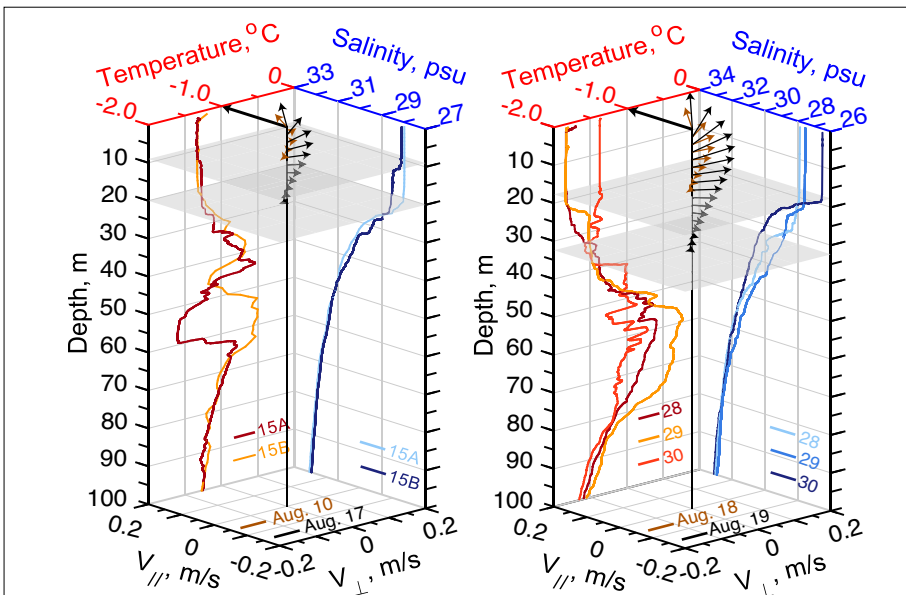 Temperature, °C
-2.0
-1.0
0
Salinity, psu
33
31
29
27
Depth, m
10
20
30
40
50
60
70
80
90
100
15A
15B
15A
15B
Aug. 10
Aug. 17
0.2
0
-0.2
V//, m/s
-0.2
0
0.2
V⊥, m/s
Temperature, °C
-2.0
-1.0
0
Salinity, psu
34
32
30
28
26
Depth, m
10
20
30
40
50
60
70
80
90
100
28
29
30
28
29
30
Aug. 18
Aug. 19
0.2
0
-0.2
V//, m/s
-0.2
0
0.2
V⊥, m/s